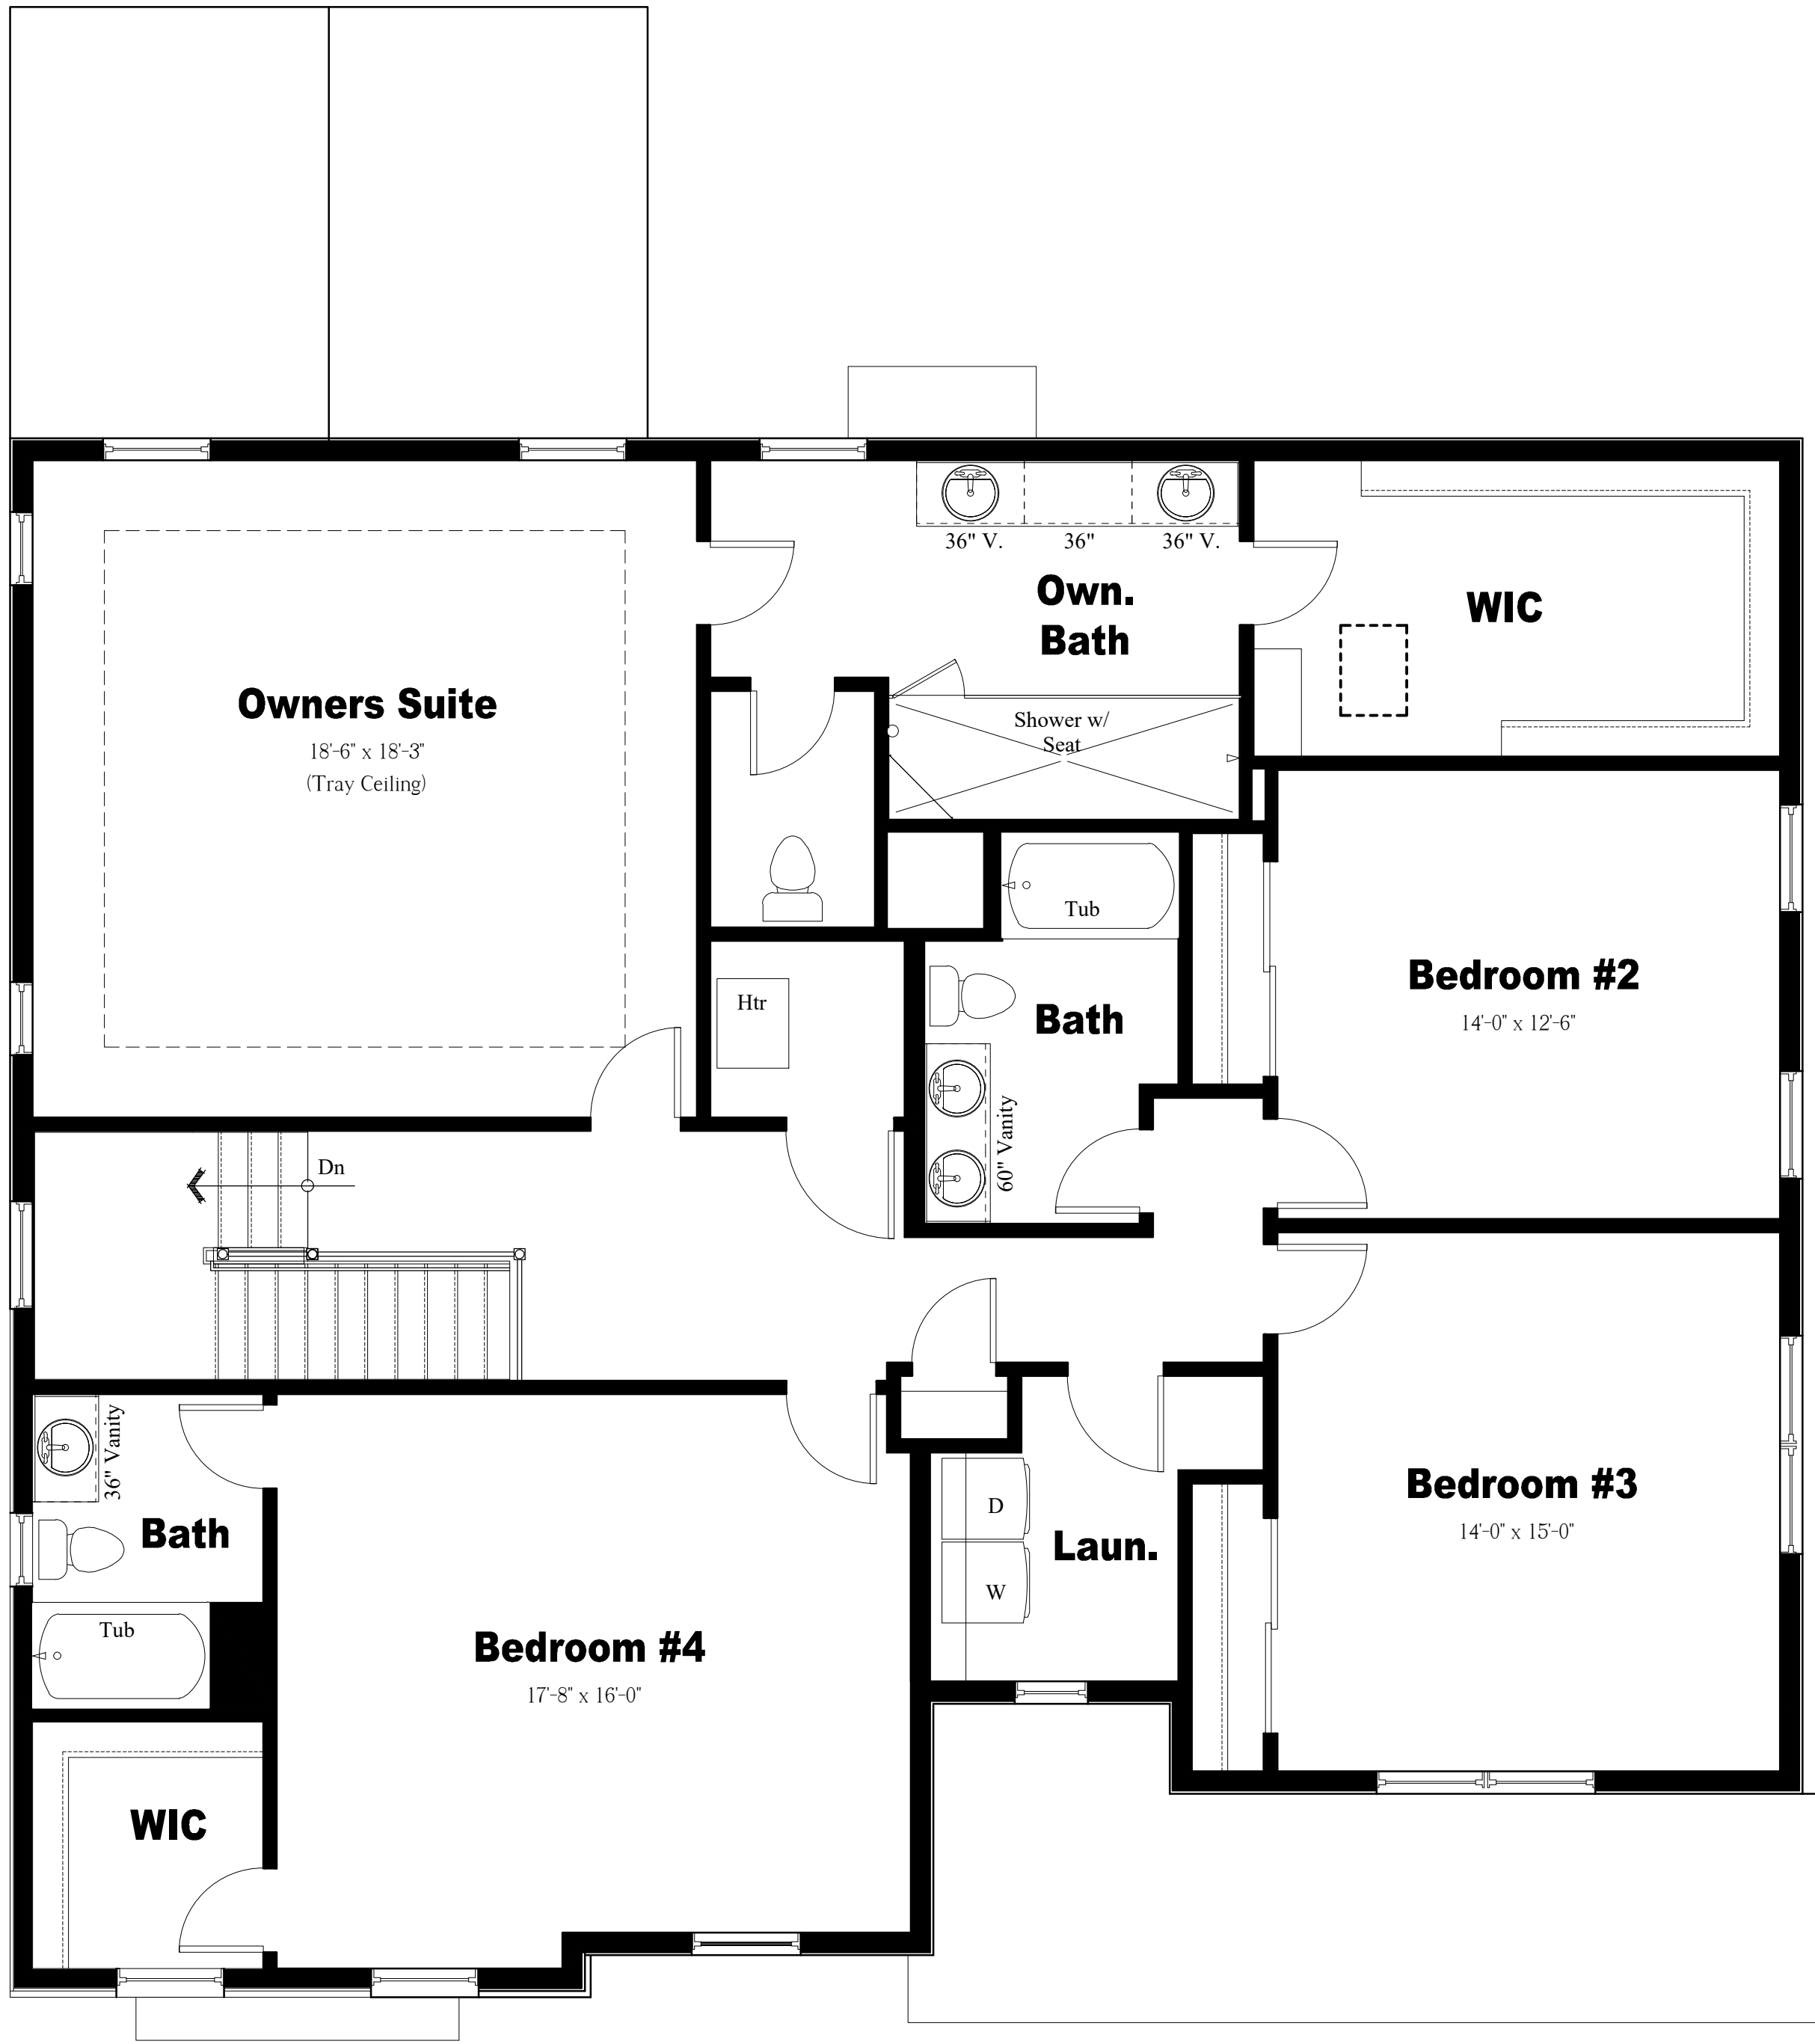 36" V.
36"
36" V.
Own.
Bath
WIC
Owners Suite
18'-6" x 18'-3"
(Tray Ceiling)
Shower w/
Seat
Tub
Bedroom #2
14'-0" x 12'-6"
Htr
Bath
60" Vanity
Dn
36" Vanity
Bath
Tub
Bedroom #4
17'-8" x 16'-0"
D
W
Laun.
Bedroom #3
14'-0" x 15'-0"
WIC